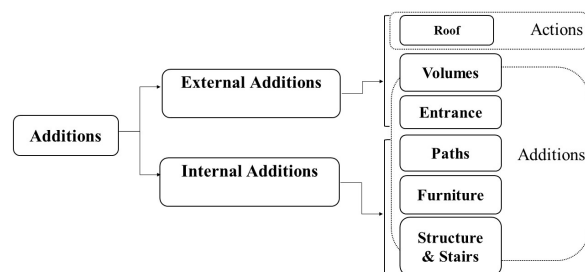 Additions
External Additions
Internal Additions
Roof
Volumes
Entrance
Paths
Furniture
Structure
& Stairs
Actions
Additions